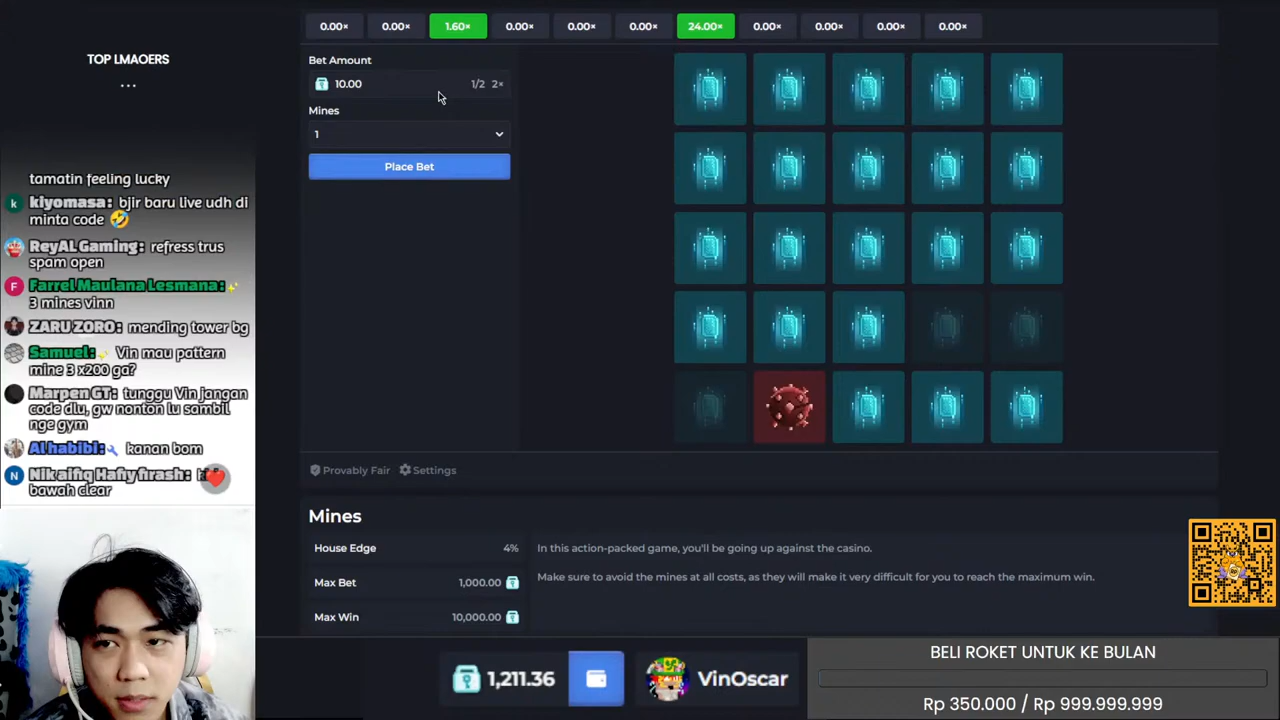 0.00×
0.00×
1.60×
0.00×
0.00×
0.00×
24.00×
0.00×
0.00×
0.00×
0.00×
TOP LMAOERS
...
tamatin feeling lucky
kiyomasa: bjir baru live udh di
minta code 🤣
ReyAL Gaming: refress trus
spam open
Farrel Maulana Lesmana:
3 mines vinn
ZARU ZORO: mending tower bg
Samuel: Vin mau pattern
mine 3 x200 ga?
Marpen GT: tunggu Vin jangan
code dlu, gw nonton lu sambil
nge gym
Al habibi: kanan bom
Nik afiq Hafiy firash:
bawah clear
Bet Amount
10.00
1/2 2×
Mines
1
Place Bet
Provably Fair
Settings
Mines
House Edge 4%
Max Bet 1,000.00
Max Win 10,000.00
In this action-packed game, you'll be going up against the casino.
Make sure to avoid the mines at all costs, as they will make it very difficult for you to reach the maximum win.
1,211.36
VinOscar
BELI ROKET UNTUK KE BULAN
Rp 350.000 / Rp 999.999.999